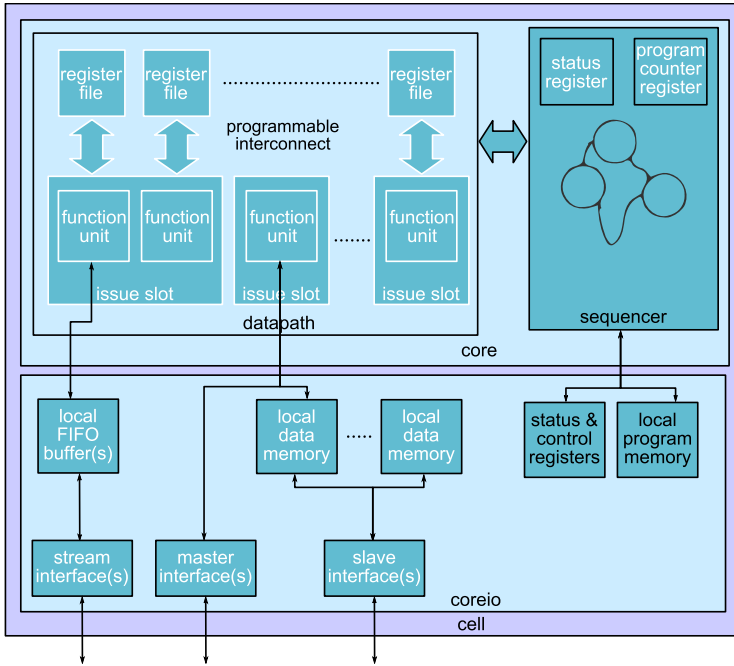 register
file
register
file
register
file
programmable
interconnect
function
unit
function
unit
issue slot
function
unit
issue slot
function
unit
issue slot
datapath
status
register
program
counter
register
sequencer
core
local
FIFO
buffer(s)
local
data
memory
local
data
memory
status &
control
registers
local
program
memory
stream
interface(s)
master
interface(s)
slave
interface(s)
coreio
cell